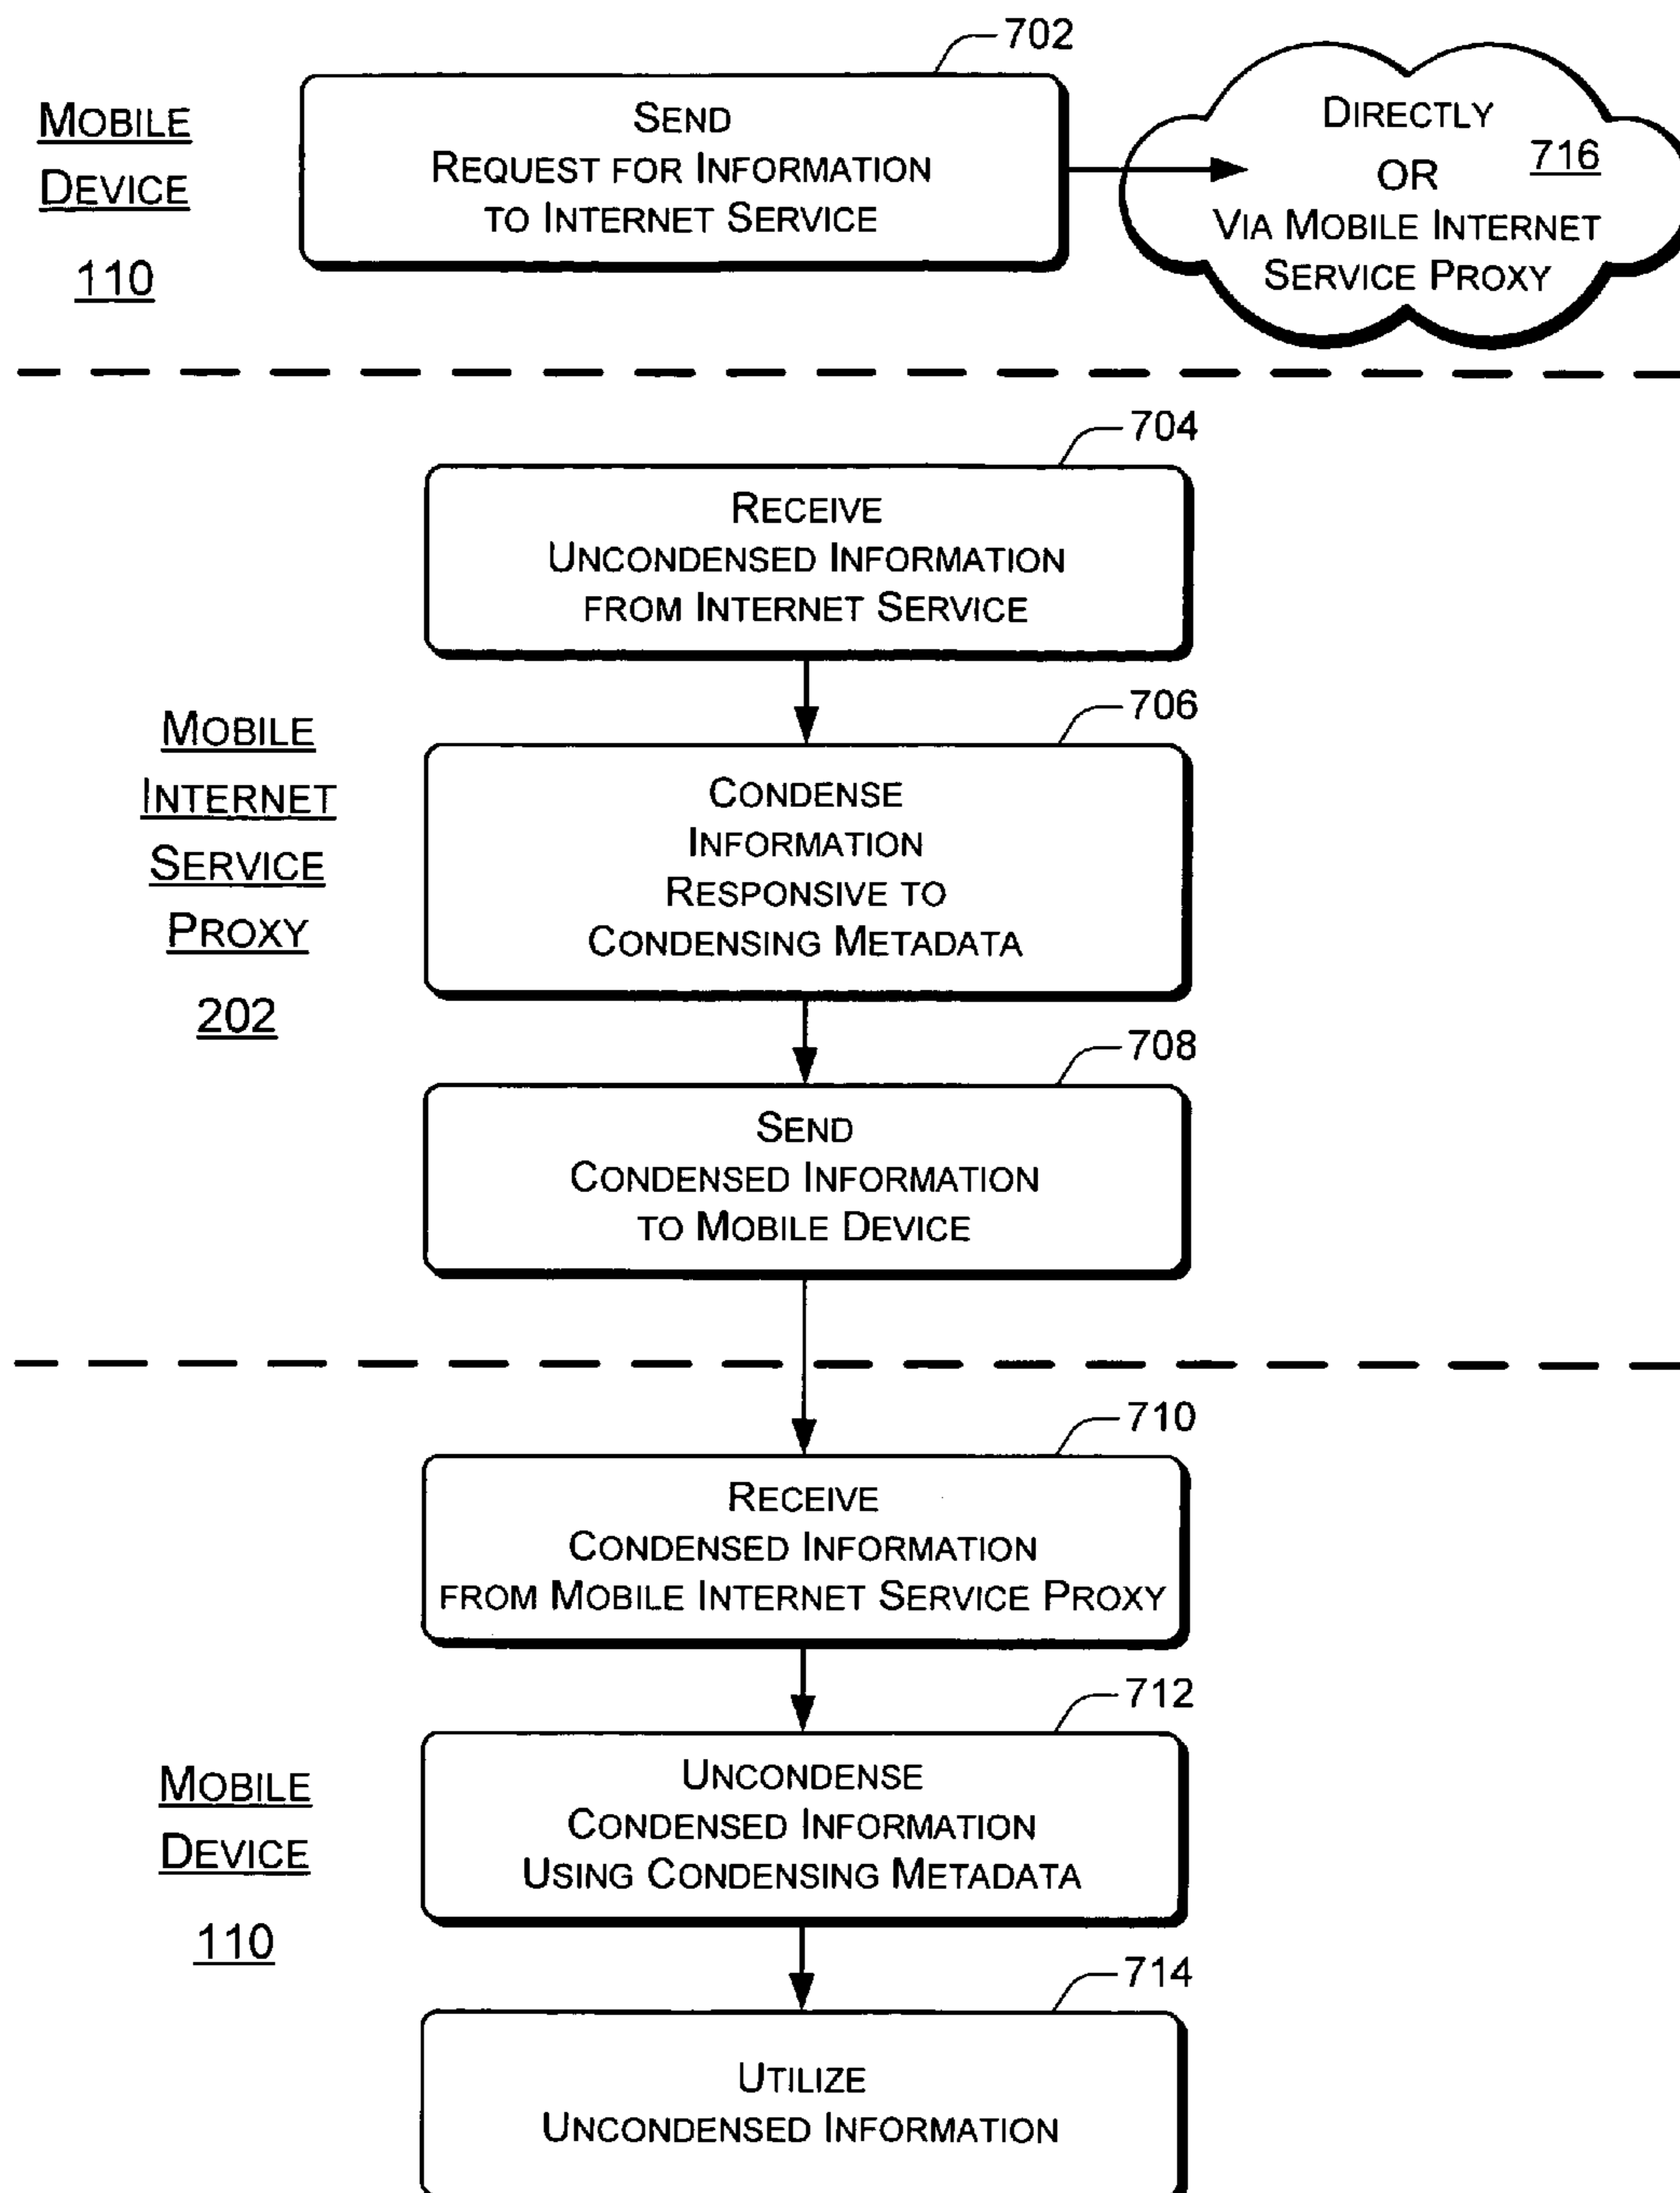 702
MOBILE
DEVICE
110
SEND
REQUEST FOR INFORMATION
TO INTERNET SERVICE
DIRECTLY
OR
716
VIA MOBILE INTERNET
SERVICE PROXY
704
RECEIVE
UNCONDENSED INFORMATION
FROM INTERNET SERVICE
MOBILE
INTERNET
SERVICE
PROXY
202
706
CONDENSE
INFORMATION
RESPONSIVE TO
CONDENSING METADATA
708
SEND
CONDENSED INFORMATION
TO MOBILE DEVICE
710
RECEIVE
CONDENSED INFORMATION
FROM MOBILE INTERNET SERVICE PROXY
MOBILE
DEVICE
110
712
UNCONDENSE
CONDENSED INFORMATION
USING CONDENSING METADATA
714
UTILIZE
UNCONDENSED INFORMATION